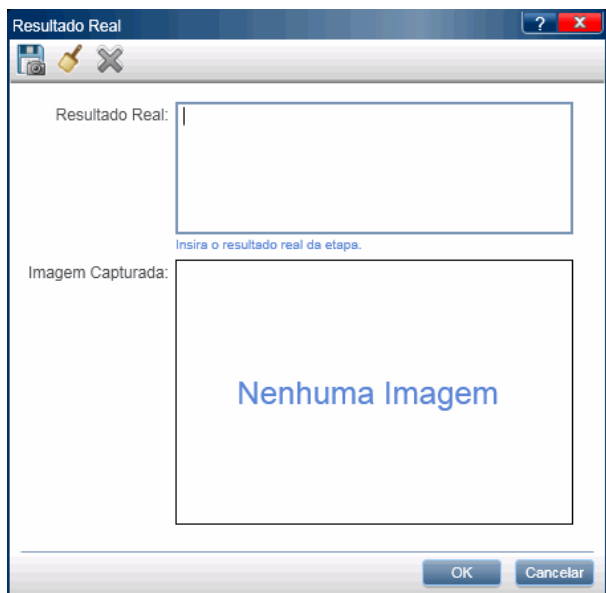 Resultado Real
?
X
Resultado Real:
Insira o resultado real da etapa.
Imagem Capturada:
Nenhuma Imagem
OK
Cancelar